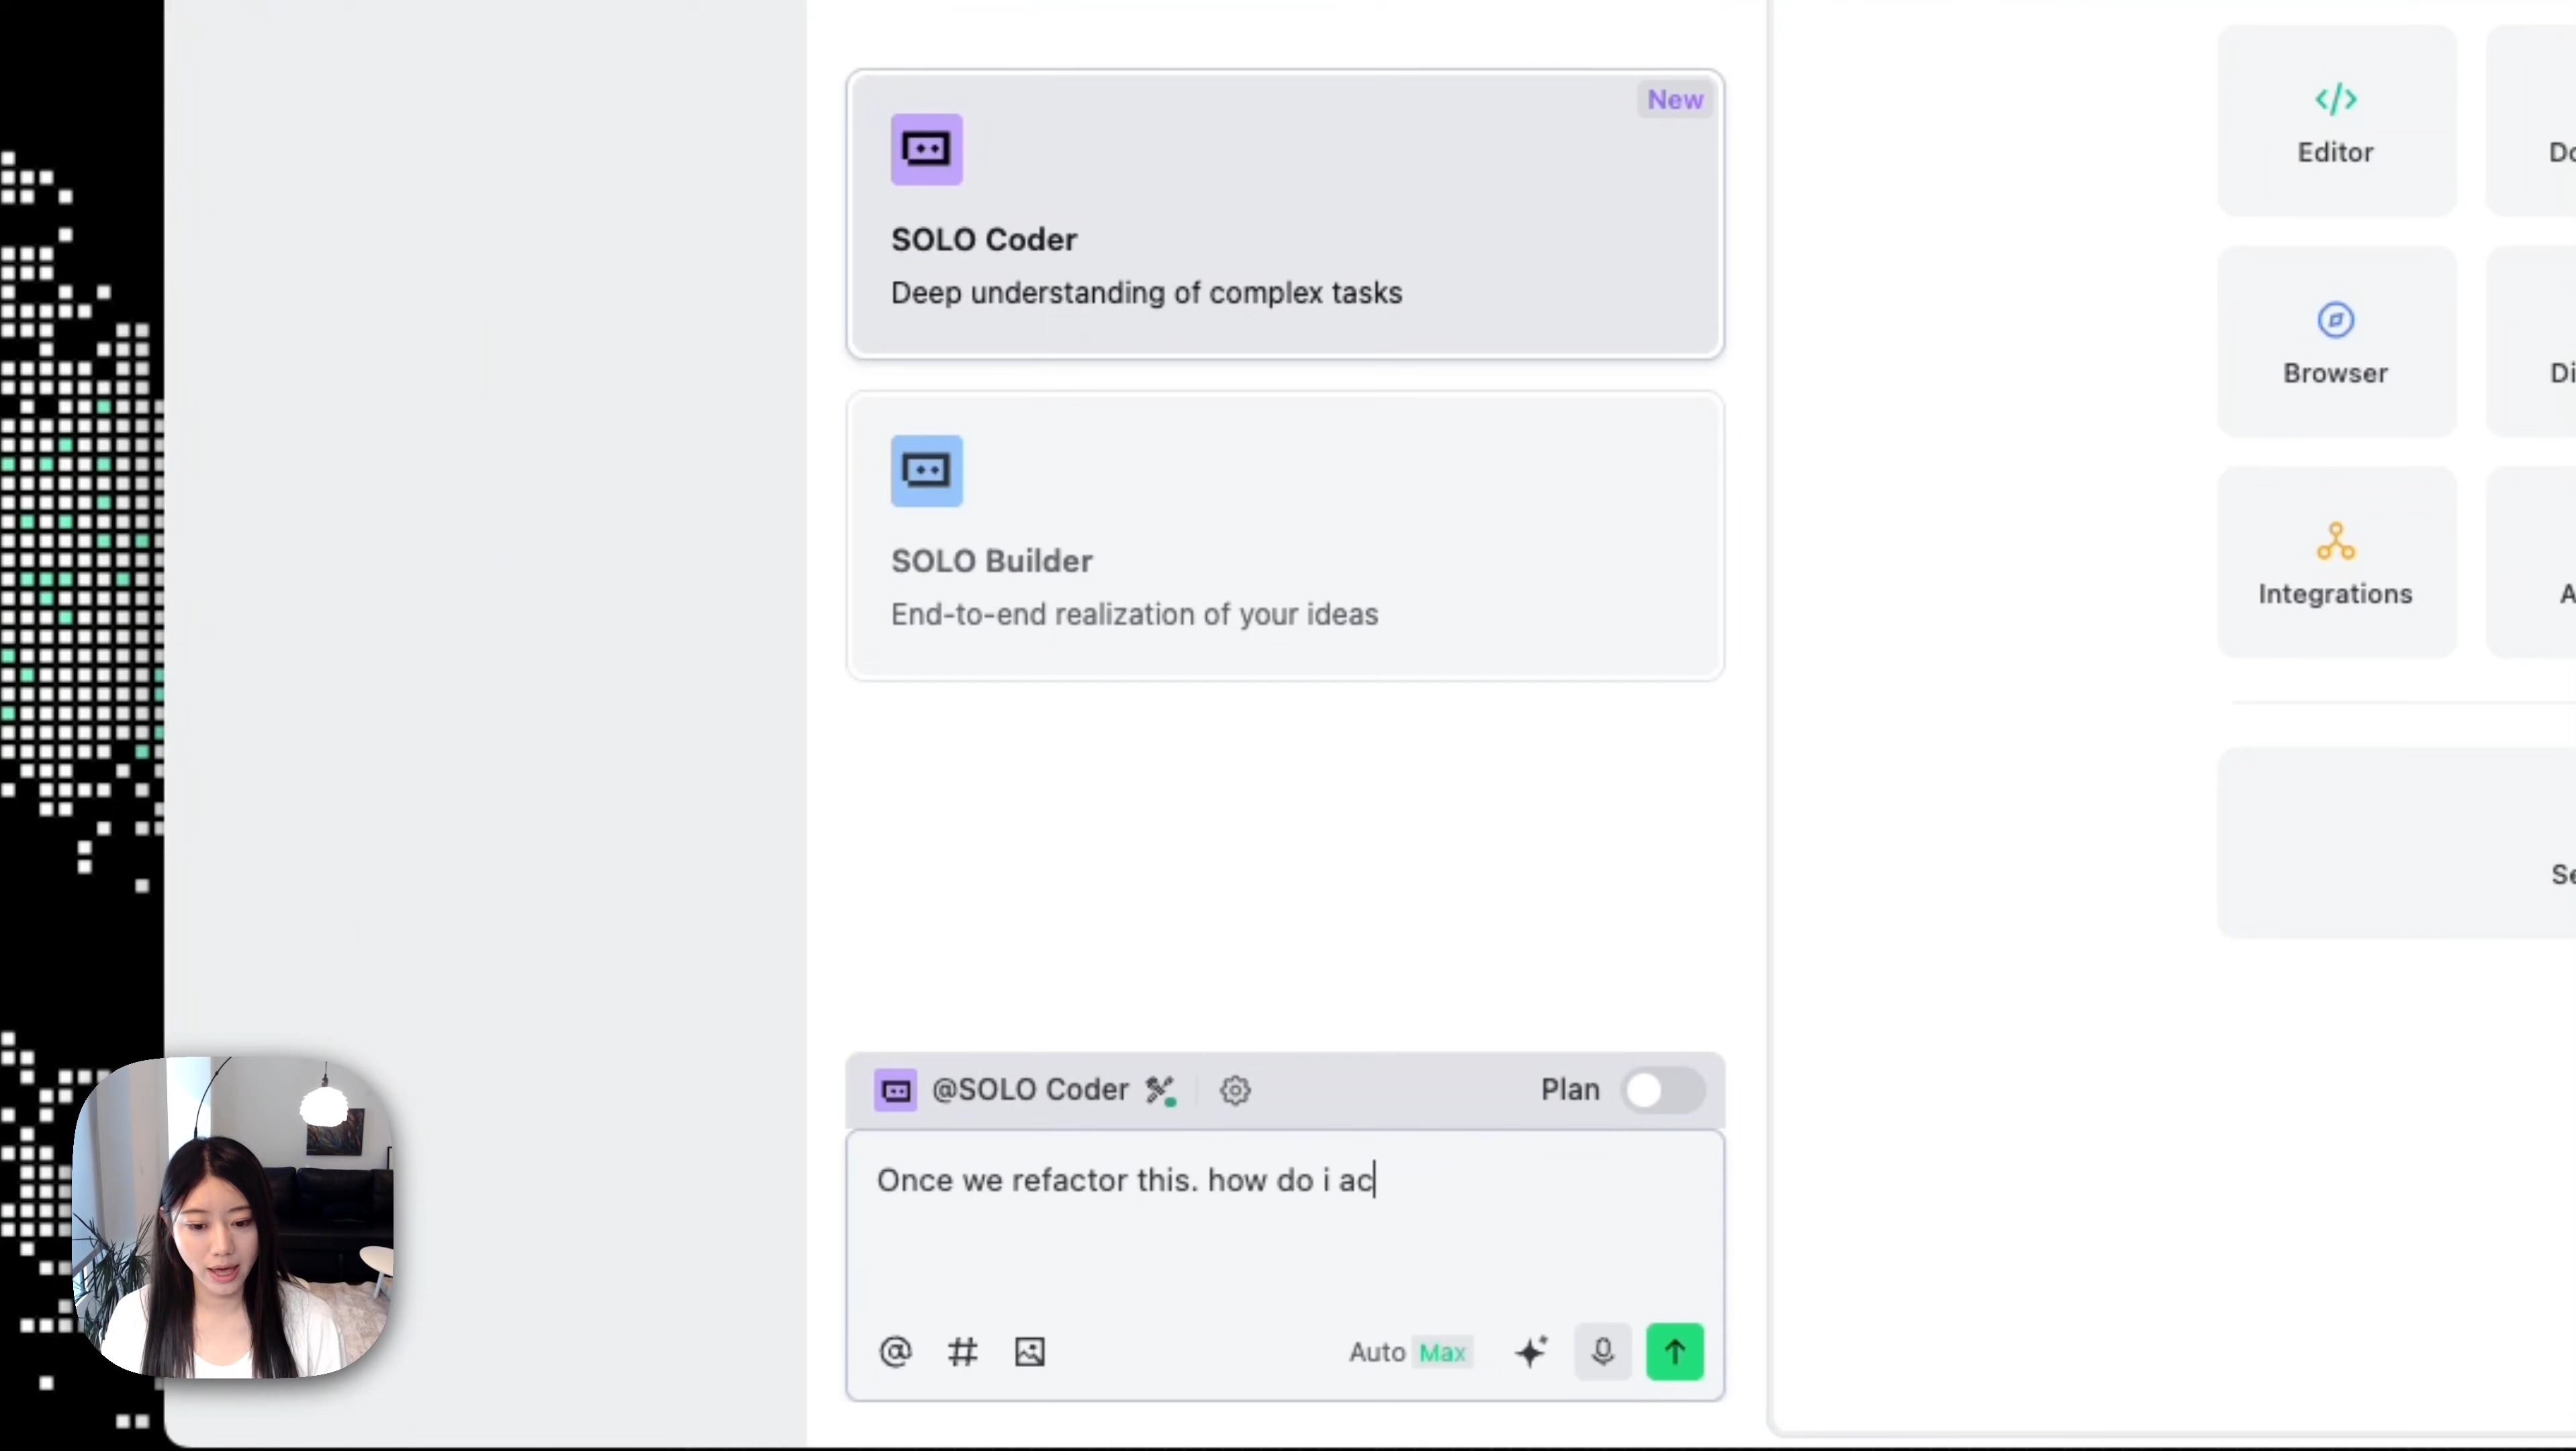 New
SOLO Coder
Deep understanding of complex tasks
SOLO Builder
End-to-end realization of your ideas
@SOLO Coder
Plan
Once we refactor this. how do i ac
Auto Max
Editor
Browser
Integrations